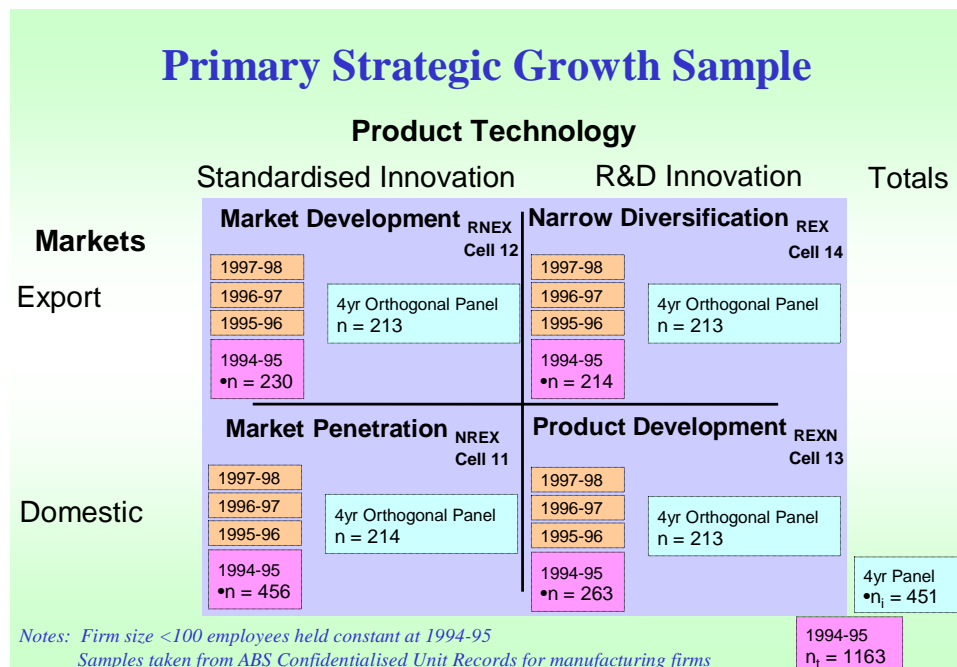 Primary Strategic Growth Sample
Product Technology
Standardised Innovation
R&D Innovation
Totals
Markets
Export
Domestic
Market Development RNEX
Cell 12
1997-98
1996-97
1995-96
1994-95
•n = 230
4yr Orthogonal Panel
n = 213
Narrow Diversification REX
Cell 14
1997-98
1996-97
1995-96
1994-95
•n = 214
4yr Orthogonal Panel
n = 213
Market Penetration NREX
Cell 11
1997-98
1996-97
1995-96
1994-95
•n = 456
4yr Orthogonal Panel
n = 214
Product Development REXN
Cell 13
1997-98
1996-97
1995-96
1994-95
•n = 263
4yr Orthogonal Panel
n = 213
4yr Panel
•ni = 451
1994-95
nt = 1163
Notes: Firm size <100 employees held constant at 1994-95
Samples taken from ABS Confidentialised Unit Records for manufacturing firms